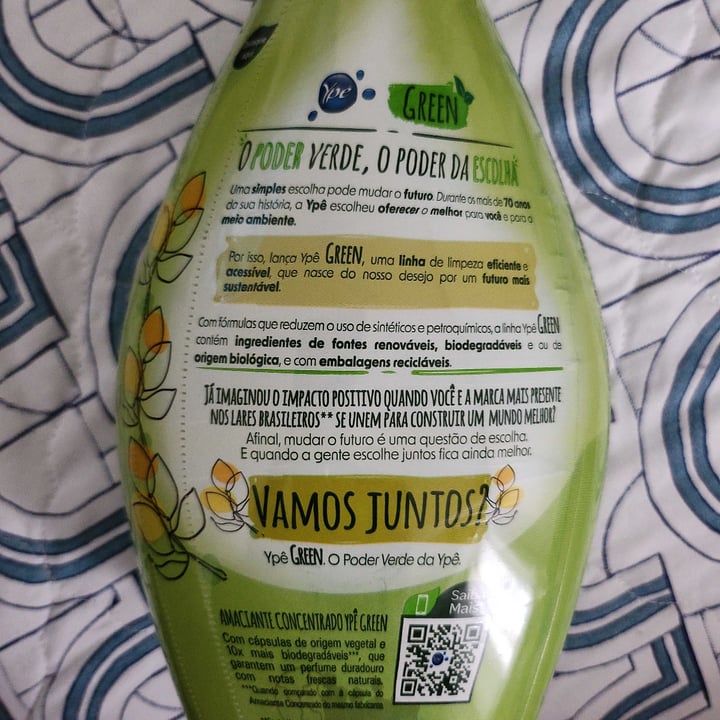 Ypê
GREEN
O PODER VERDE, O PODER DA ESCOLHA
Uma simples escolha pode mudar o futuro. Durante os mais de 70 anos
da sua história, a Ypê escolheu oferecer o melhor para você e para o
meio ambiente.
Por isso, lança Ypê GREEN, uma linha de limpeza eficiente e
acessível, que nasce do nosso desejo por um futuro mais
sustentável.
Com fórmulas que reduzem o uso de sintéticos e petroquímicos, a linha Ypê GREEN
contém ingredientes de fontes renováveis, biodegradáveis e ou de
origem biológica, e com embalagens recicláveis.
JÁ IMAGINOU O IMPACTO POSITIVO QUANDO VOCÊ E A MARCA MAIS PRESENTE
NOS LARES BRASILEIROS** SE UNEM PARA CONSTRUIR UM MUNDO MELHOR?
Afinal, mudar o futuro é uma questão de escolha.
E quando a gente escolhe juntos fica ainda melhor.
VAMOS JUNTOS?
Ypê GREEN. O Poder Verde da Ypê.
AMACIANTE CONCENTRADO YPÊ GREEN
Com cápsulas de origem vegetal e
10x mais biodegradáveis***, que
garantem um perfume duradouro
com notas frescas naturais.
***Quando comparado com à cápsula do
Amaciante Concentrado do mesmo fabricante
Saiba
Mais